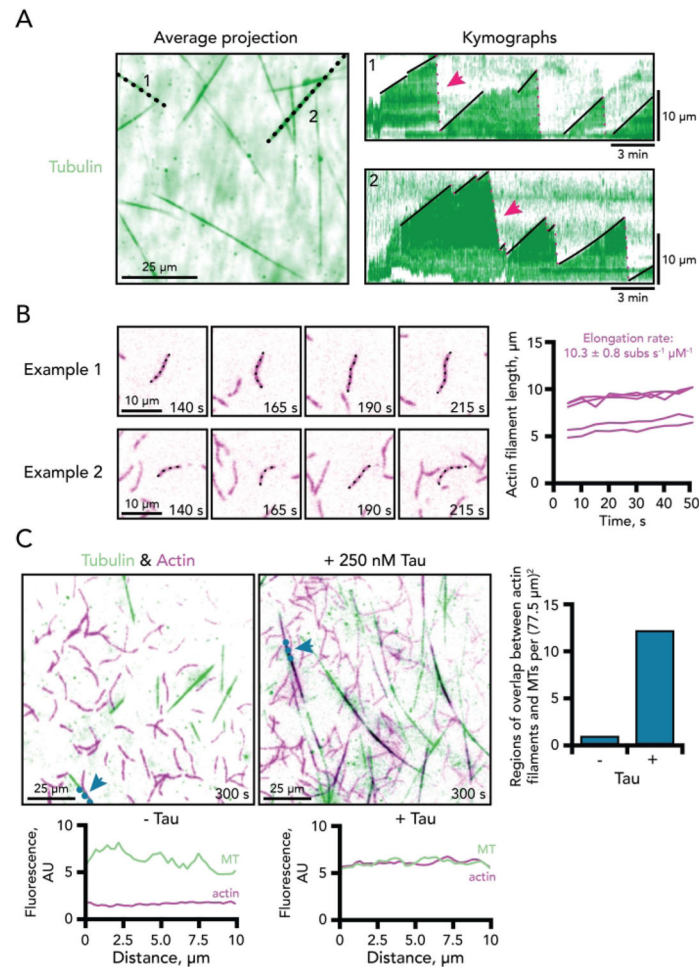 A
Average projection
Kymographs
Tubulin
1
2
25 µm
1
10 µm
3 min
2
10 µm
3 min
B
Example 1
10 µm
140 s
165 s
190 s
215 s
Example 2
10 µm
140 s
165 s
190 s
215 s
Actin filament length, µm
15
10
5
0
Elongation rate:
10.3 ± 0.8 subs s⁻¹ µM⁻¹
0 10 20 30 40 50
Time, s
C
Tubulin & Actin
+ 250 nM Tau
25 µm
300 s
25 µm
300 s
Regions of overlap between actin
filaments and MTs per (77.5 µm)²
15
10
5
0
- +
Tau
- Tau
Fluorescence,
AU
10
5
0
MT
actin
0 2.5 5.0 7.5 10
Distance, µm
+ Tau
Fluorescence,
AU
10
5
0
MT
actin
0 2.5 5.0 7.5 10
Distance, µm